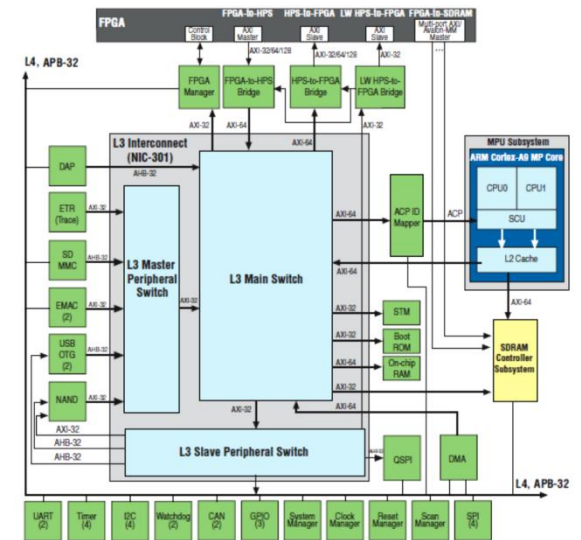 FPGA
FPGA-to-HPS
HPS-to-FPGA
LW HPS-to-FPGA
FPGA-to-SDRAM
Control
Block
AXI
Master
AXI
Slave
AXI
Slave
Multi-port AXI/
Avalon-MM
Master
L4, APB-32
AXI-32/64/128
AXI-32/64/128
AXI-32
FPGA
Manager
FPGA-to-HPS
Bridge
HPS-to-FPGA
Bridge
LW HPS-to-
FPGA Bridge
AXI-32
AXI-64
AXI-64
AXI-32
L3 Interconnect
(NIC-301)
MPU Subsystem
ARM Cortex-A9 MP Core
CPU0
CPU1
SCU
L2 Cache
DAP
AHB-32
ETR
(Trace)
AXI-32
SD
MMC
AHB-32
EMAC
(2)
AXI-32
USB
OTG
(2)
AHB-32
NAND
AXI-32
L3 Master
Peripheral
Switch
AXI-32
L3 Main Switch
AXI-64
ACP ID
Mapper
ACP
AXI-64
AXI-64
AXI-32
STM
AXI-32
Boot
ROM
AXI-64
On-chip
RAM
AXI-32
SDRAM
Controller
Subsystem
AXI-32
AXI-64
AXI-32
AHB-32
AHB-32
L3 Slave Peripheral Switch
QSPI
DMA
L4, APB-32
UART
(2)
Timer
(4)
I2C
(4)
Watchdog
(2)
CAN
(2)
GPIO
(3)
System
Manager
Clock
Manager
Reset
Manager
Scan
Manager
SPI
(4)